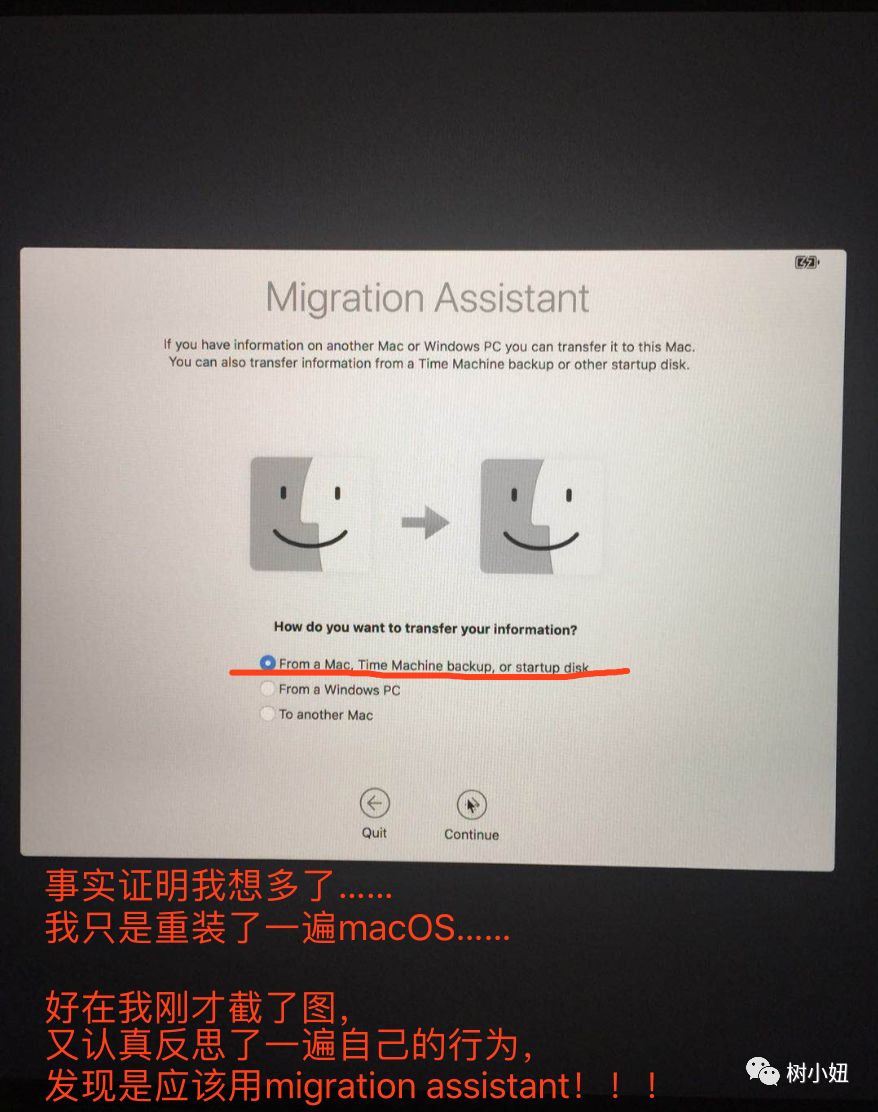 Migration Assistant
If you have information on another Mac or Windows PC you can transfer it to this Mac.
You can also transfer information from a Time Machine backup or other startup disk.
How do you want to transfer your information?
From a Mac, Time Machine backup, or startup disk
From a Windows PC
To another Mac
Quit
Continue
事实证明我想多了……
我只是重装了一遍macOS……
好在我刚才截了图，
又认真反思了一遍自己的行为，
发现是应该用migration assistant！！！
树小妞